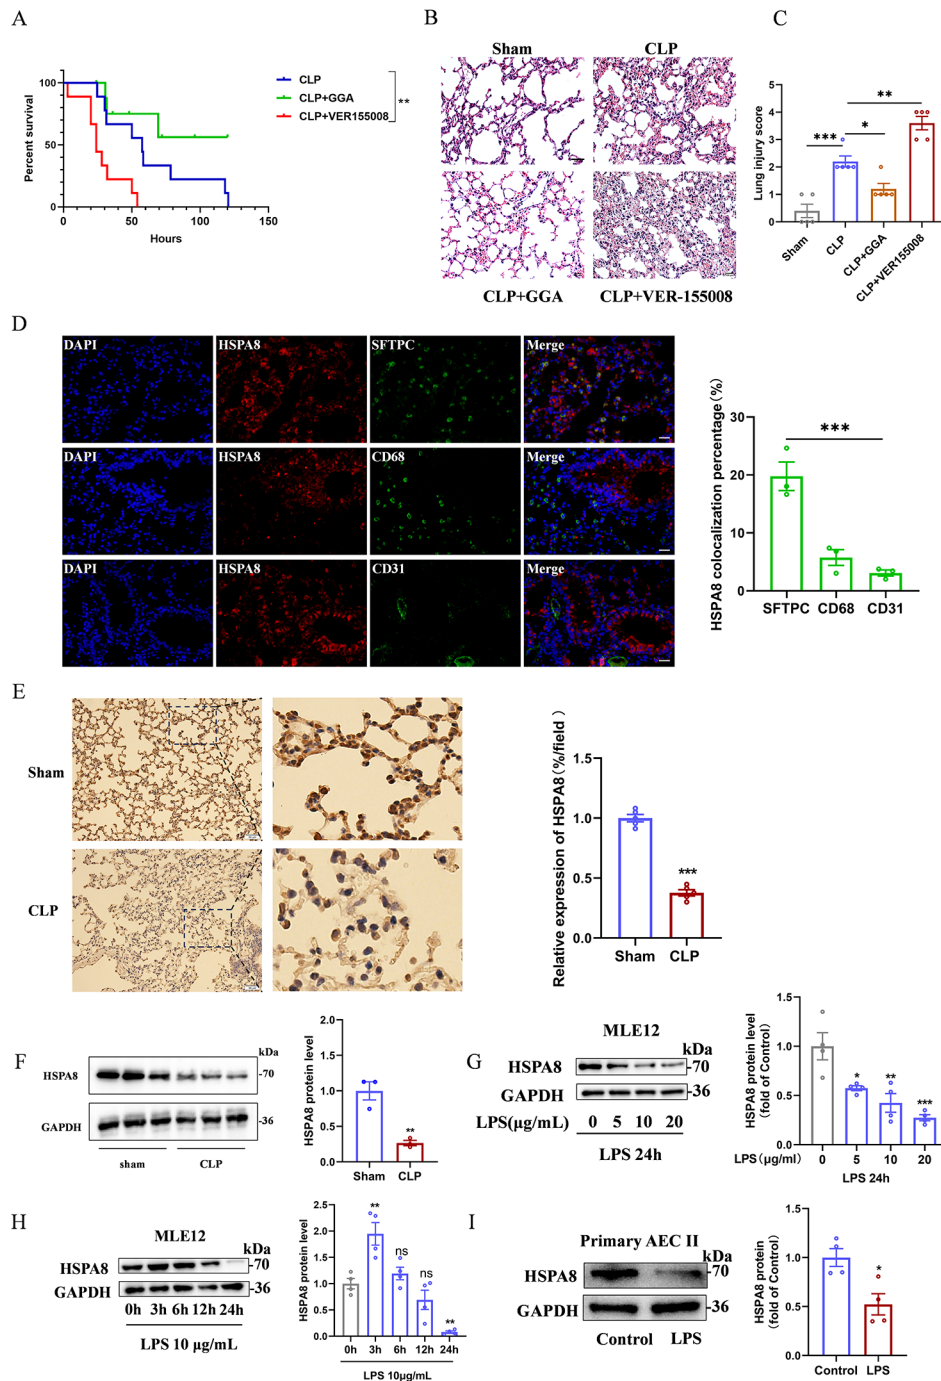 A
Percent survival
100
50
0
0
50
100
150
Hours
CLP
CLP+GGA
CLP+VER155008
**
B
Sham
CLP
CLP+GGA
CLP+VER-155008
C
Lung injury score
5
4
3
2
1
0
***
*
**
Sham
CLP
CLP+GGA
CLP+VER155008
D
DAPI
HSPA8
SFTPC
Merge
DAPI
HSPA8
CD68
Merge
DAPI
HSPA8
CD31
Merge
HSPA8 colocalization percentage(%)
30
20
10
0
***
SFTPC
CD68
CD31
E
Sham
CLP
Relative expression of HSPA8(%/field)
1.5
1.0
0.5
0.0
***
Sham
CLP
F
HSPA8
GAPDH
kDa
-70
-36
sham
CLP
HSPA8 protein level
2.0
1.5
1.0
0.5
0.0
**
Sham
CLP
G
MLE12
kDa
HSPA8
-70
GAPDH
-36
LPS(μg/mL)
0
5
10
20
LPS 24h
HSPA8 protein level
(fold of Control)
1.5
1.0
0.5
0.0
*
**
***
LPS(μg/ml)
0
5
10
20
LPS 24h
H
MLE12
kDa
HSPA8
-70
GAPDH
-36
0h 3h 6h 12h 24h
LPS 10 μg/mL
HSPA8 protein level
2.5
2.0
1.5
1.0
0.5
0.0
**
ns
ns
**
0h
3h
6h
12h
24h
LPS 10μg/mL
I
Primary AEC II
kDa
HSPA8
-70
GAPDH
-36
Control
LPS
HSPA8 protein
(fold of Control)
1.5
1.0
0.5
0.0
*
Control
LPS